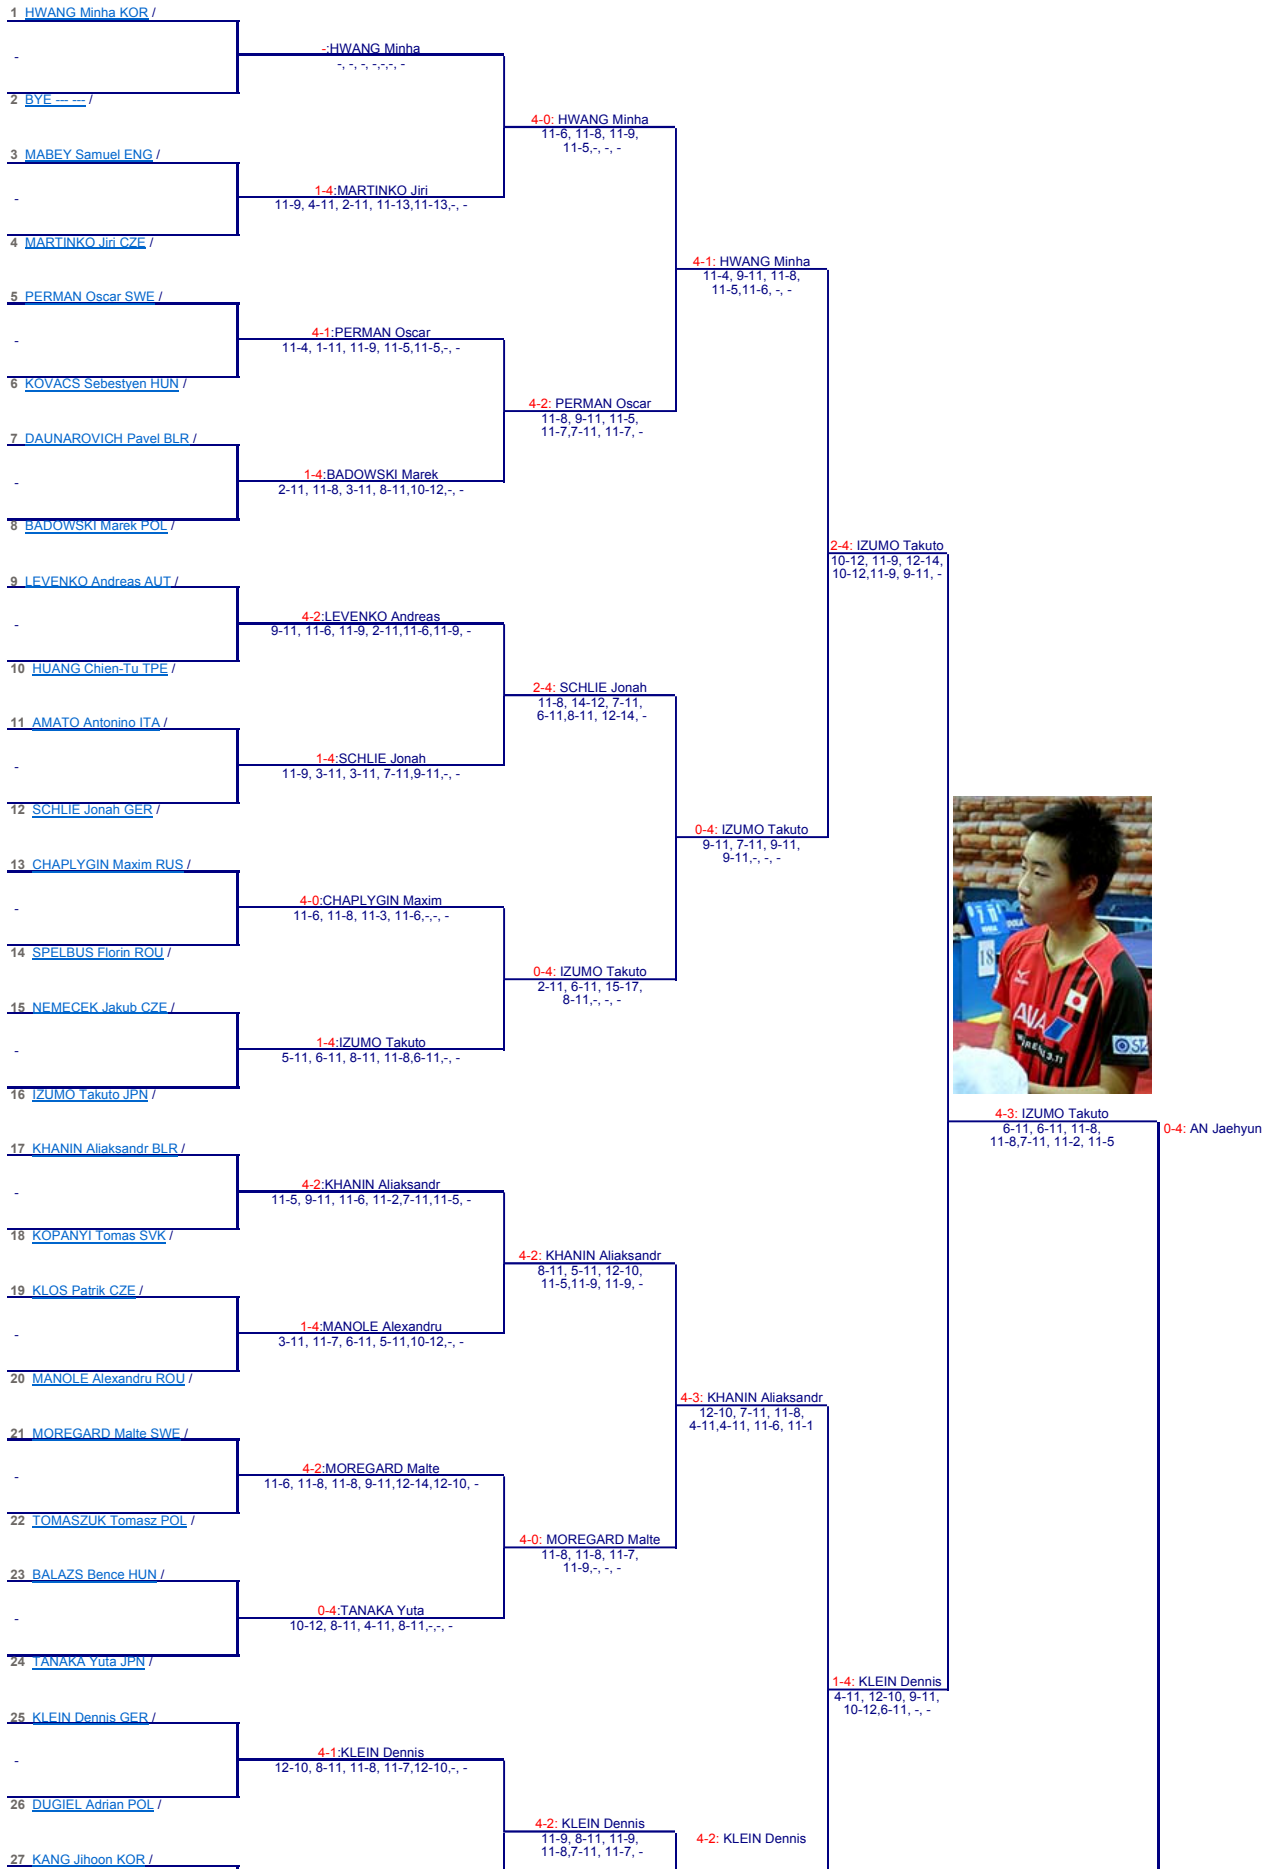 1 HWANG Minha KOR /
-
2 BYE --- --- /
-:HWANG Minha
-, -, -, -,-,-, -
3 MABEY Samuel ENG /
-
4 MARTINKO Jiri CZE /
1-4:MARTINKO Jiri
11-9, 4-11, 2-11, 11-13,11-13,-, -
4-0: HWANG Minha
11-6, 11-8, 11-9,
11-5,-, -, -
5 PERMAN Oscar SWE /
-
6 KOVACS Sebestyen HUN /
4-1:PERMAN Oscar
11-4, 1-11, 11-9, 11-5,11-5,-, -
7 DAUNAROVICH Pavel BLR /
-
8 BADOWSKI Marek POL /
1-4:BADOWSKI Marek
2-11, 11-8, 3-11, 8-11,10-12,-, -
4-2: PERMAN Oscar
11-8, 9-11, 11-5,
11-7,7-11, 11-7, -
4-1: HWANG Minha
11-4, 9-11, 11-8,
11-5,11-6, -, -
9 LEVENKO Andreas AUT /
-
10 HUANG Chien-Tu TPE /
4-2:LEVENKO Andreas
9-11, 11-6, 11-9, 2-11,11-6,11-9, -
11 AMATO Antonino ITA /
-
12 SCHLIE Jonah GER /
1-4:SCHLIE Jonah
11-9, 3-11, 3-11, 7-11,9-11,-, -
2-4: SCHLIE Jonah
11-8, 14-12, 7-11,
6-11,8-11, 12-14, -
13 CHAPLYGIN Maxim RUS /
-
14 SPELBUS Florin ROU /
4-0:CHAPLYGIN Maxim
11-6, 11-8, 11-3, 11-6,-,-, -
15 NEMECEK Jakub CZE /
-
16 IZUMO Takuto JPN /
1-4:IZUMO Takuto
5-11, 6-11, 8-11, 11-8,6-11,-, -
0-4: IZUMO Takuto
2-11, 6-11, 15-17,
8-11,-, -, -
0-4: IZUMO Takuto
9-11, 7-11, 9-11,
9-11,-, -, -
2-4: IZUMO Takuto
10-12, 11-9, 12-14,
10-12,11-9, 9-11, -
18
17 KHANIN Aliaksandr BLR /
-
18 KOPANYI Tomas SVK /
4-2:KHANIN Aliaksandr
11-5, 9-11, 11-6, 11-2,7-11,11-5, -
19 KLOS Patrik CZE /
-
20 MANOLE Alexandru ROU /
1-4:MANOLE Alexandru
3-11, 11-7, 6-11, 5-11,10-12,-, -
4-2: KHANIN Aliaksandr
8-11, 5-11, 12-10,
11-5,11-9, 11-9, -
21 MOREGARD Malte SWE /
-
22 TOMASZUK Tomasz POL /
4-2:MOREGARD Malte
11-6, 11-8, 11-8, 9-11,12-14,12-10, -
23 BALAZS Bence HUN /
-
24 TANAKA Yuta JPN /
0-4:TANAKA Yuta
10-12, 8-11, 4-11, 8-11,-,-, -
4-0: MOREGARD Malte
11-8, 11-8, 11-7,
11-9,-, -, -
4-3: KHANIN Aliaksandr
12-10, 7-11, 11-8,
4-11,4-11, 11-6, 11-1
25 KLEIN Dennis GER /
-
26 DUGIEL Adrian POL /
4-1:KLEIN Dennis
12-10, 8-11, 11-8, 11-7,12-10,-, -
27 KANG Jihoon KOR /
4-2: KLEIN Dennis
11-9, 8-11, 11-9,
11-8,7-11, 11-7, -
4-2: KLEIN Dennis
1-4: KLEIN Dennis
4-11, 12-10, 9-11,
10-12,6-11, -, -
4-3: IZUMO Takuto
6-11, 6-11, 11-8,
11-8,7-11, 11-2, 11-5
0-4: AN Jaehyun